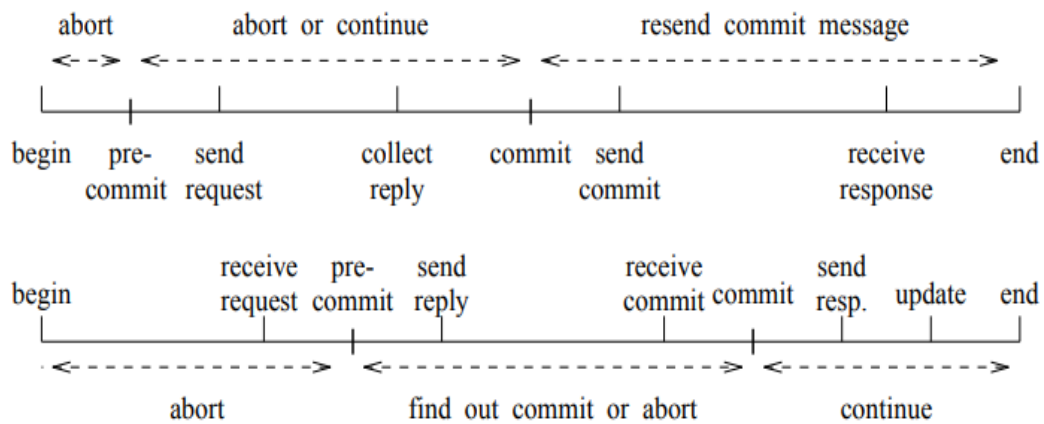 abort abort or continue resend commit message
begin pre- send collect commit send receive end
commit request reply commit response
receive pre- send receive send
begin request commit reply commit commit resp. update end
abort find out commit or abort continue